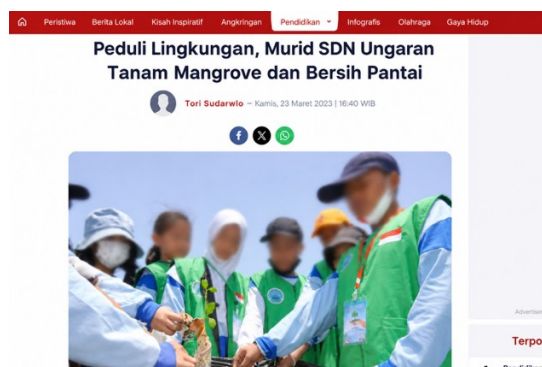 Peristiwa Berita Lokal Kisah Inspiratif Angkringan Pendidikan Infografis Olahraga Gaya Hidup
Peduli Lingkungan, Murid SDN Ungaran
Tanam Mangrove dan Bersih Pantai
Tori Sudarwlo – Kamis, 23 Maret 2023 | 16:40 WIB
Advertise
Terpo